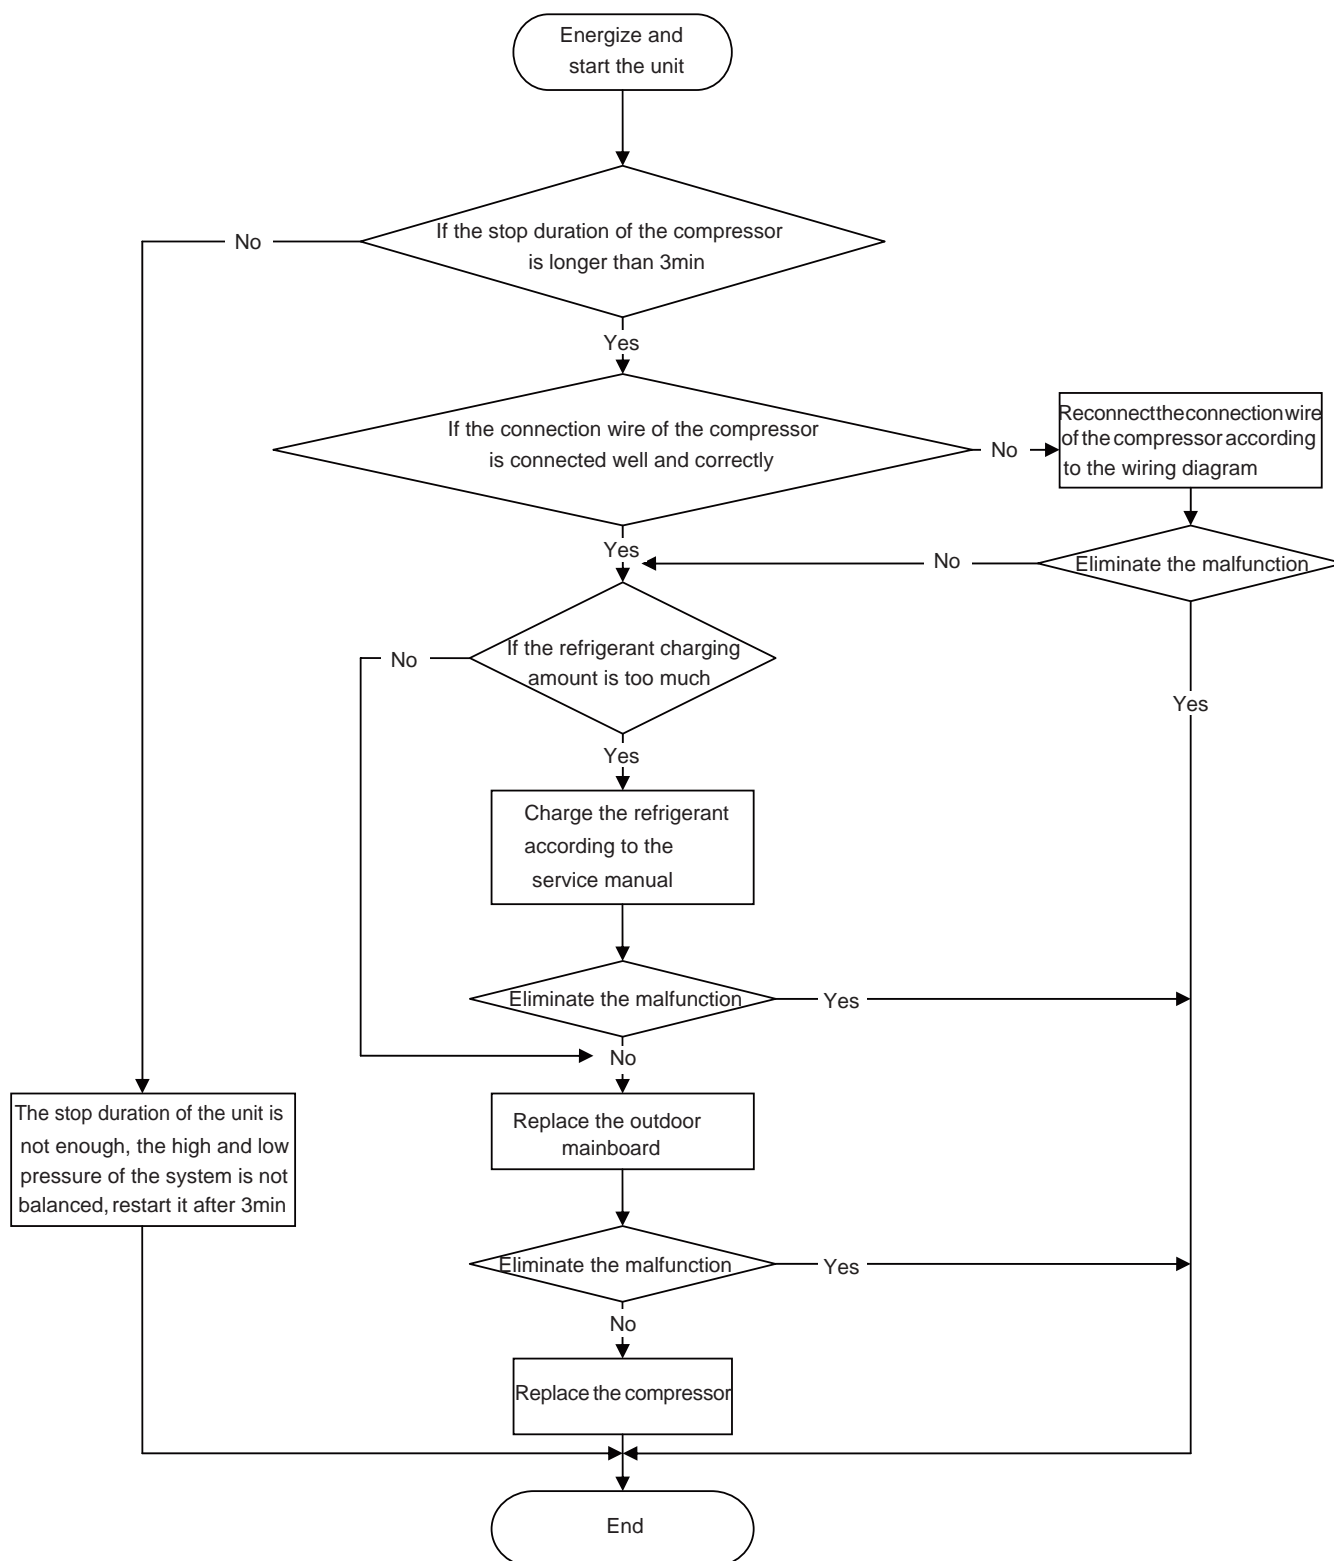 Energize and
start the unit
If the stop duration of the compressor
is longer than 3min
No
Yes
If the connection wire of the compressor
is connected well and correctly
No
Reconnect the connection wire
of the compressor according
to the wiring diagram
Yes
No
Eliminate the malfunction
If the refrigerant charging
amount is too much
No
Yes
Yes
Charge the refrigerant
according to the
service manual
Eliminate the malfunction
Yes
No
The stop duration of the unit is
not enough, the high and low
pressure of the system is not
balanced, restart it after 3min
Replace the outdoor
mainboard
Eliminate the malfunction
Yes
No
Replace the compressor
End